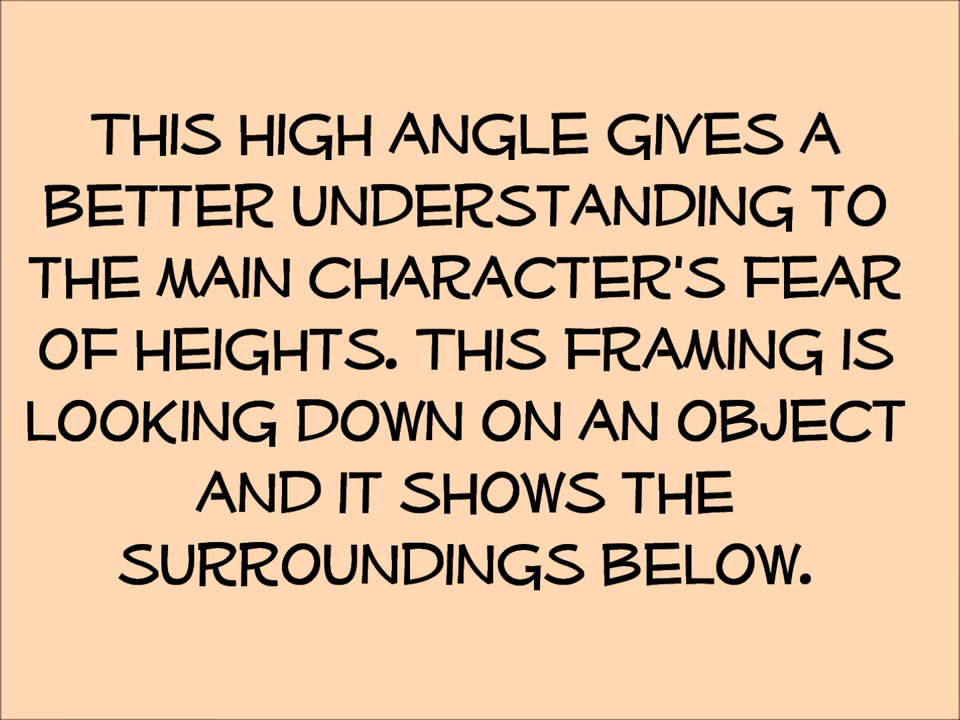 THIS HIGH ANGLE GIVES A
BETTER UNDERSTANDING TO
THE MAIN CHARACTER'S FEAR
OF HEIGHTS. THIS FRAMING IS
LOOKING DOWN ON AN OBJECT
AND IT SHOWS THE
SURROUNDINGS BELOW.